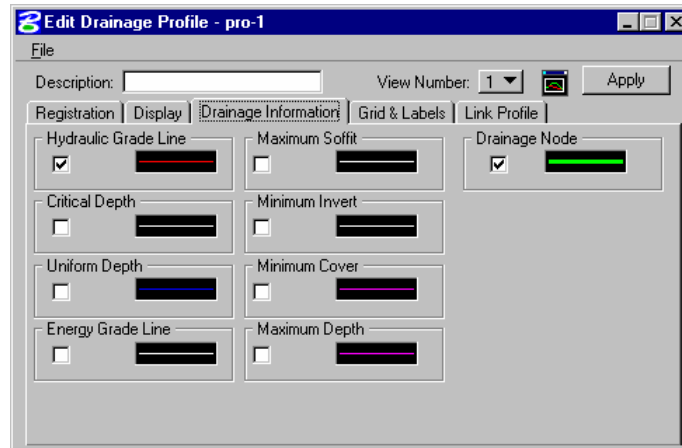 Edit Drainage Profile - pro-1
File
Description: View Number: 1 Apply
Registration Display Drainage Information Grid & Labels Link Profile
Hydraulic Grade Line Maximum Soffit Drainage Node
Critical Depth Minimum Invert
Uniform Depth Minimum Cover
Energy Grade Line Maximum Depth